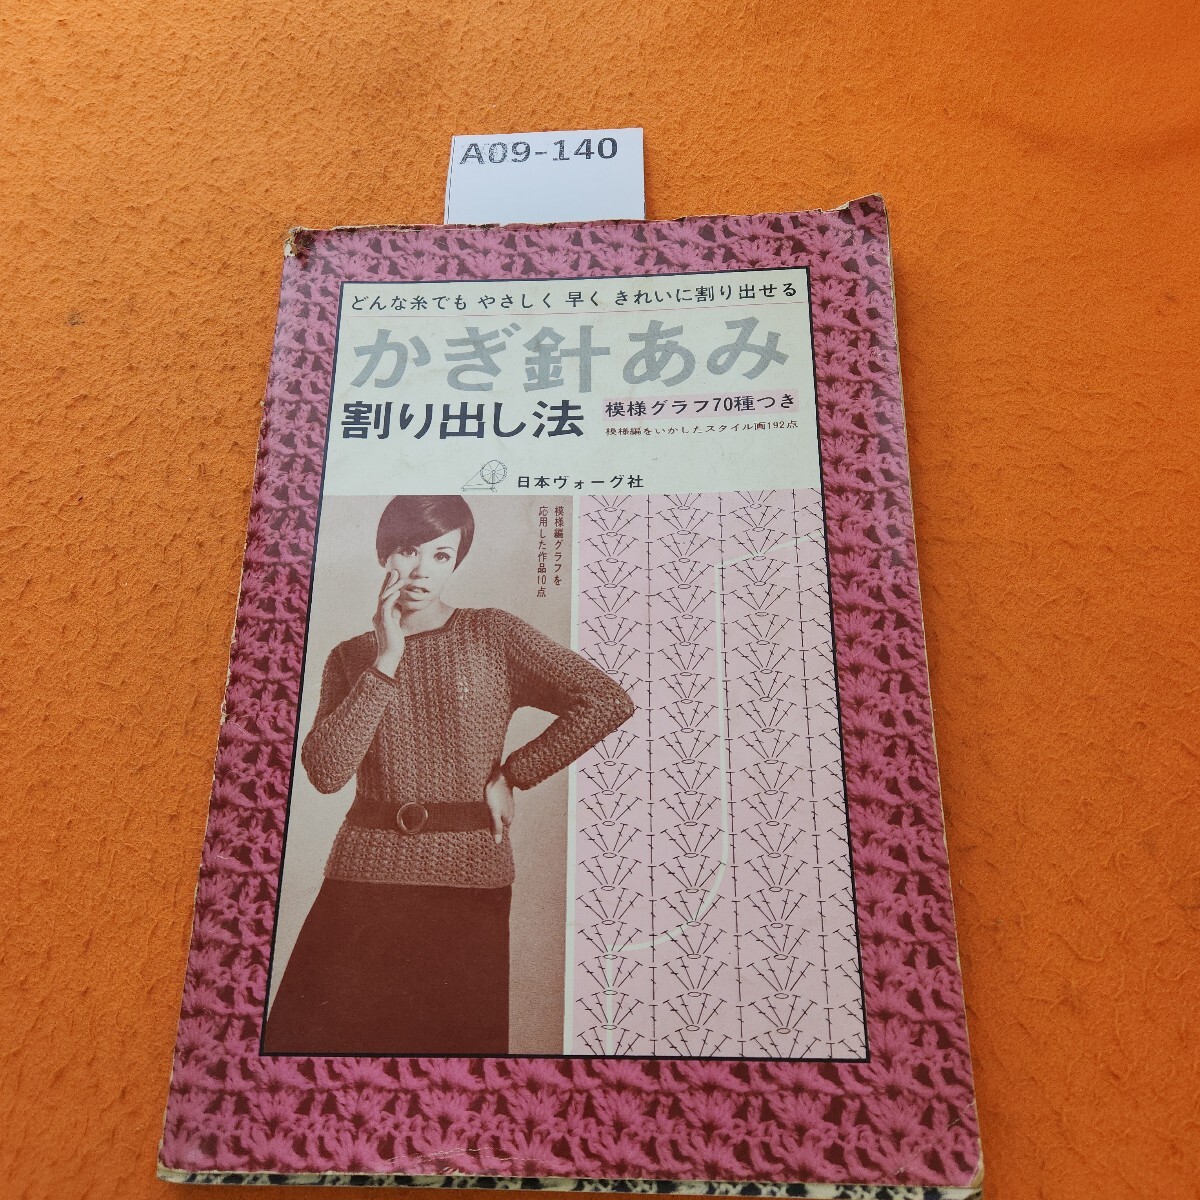 A09-140
どんな糸でも やさしく 早く きれいに割り出せる
かぎ針あみ
割り出し法
模様グラフ70種つき
模様編をいかしたスタイル画192点
日本ヴォーグ社
模様編グラフを
応用した作品10点